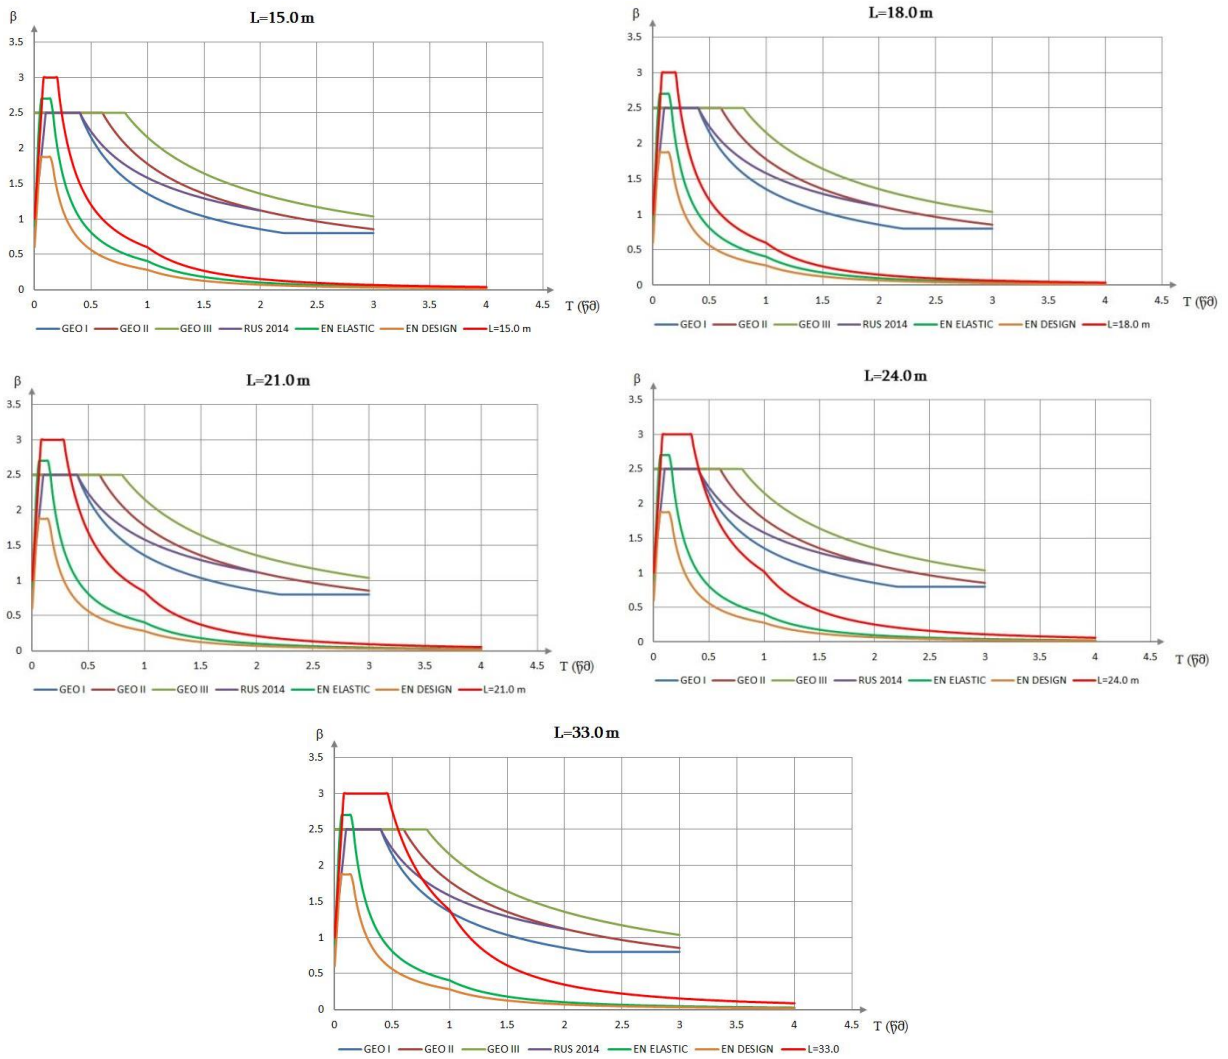 β
L=15.0 m
3.5
3
2.5
2
1.5
1
0.5
0
0 0.5 1 1.5 2 2.5 3 3.5 4 4.5
T (წმ)
GEO I GEO II GEO III RUS 2014 EN ELASTIC EN DESIGN L=15.0 m
β
L=18.0 m
3.5
3
2.5
2
1.5
1
0.5
0
0 0.5 1 1.5 2 2.5 3 3.5 4 4.5
T (წმ)
GEO I GEO II GEO III RUS 2014 EN ELASTIC EN DESIGN L=18.0 m
β
L=21.0 m
3.5
3
2.5
2
1.5
1
0.5
0
0 0.5 1 1.5 2 2.5 3 3.5 4 4.5
T (წმ)
GEO I GEO II GEO III RUS 2014 EN ELASTIC EN DESIGN L=21.0 m
β
L=24.0 m
3.5
3
2.5
2
1.5
1
0.5
0
0 0.5 1 1.5 2 2.5 3 3.5 4 4.5
T (წმ)
GEO I GEO II GEO III RUS 2014 EN ELASTIC EN DESIGN L=24.0 m
β
L=33.0 m
3.5
3
2.5
2
1.5
1
0.5
0
0 0.5 1 1.5 2 2.5 3 3.5 4 4.5
T (წმ)
GEO I GEO II GEO III RUS 2014 EN ELASTIC EN DESIGN L=33.0